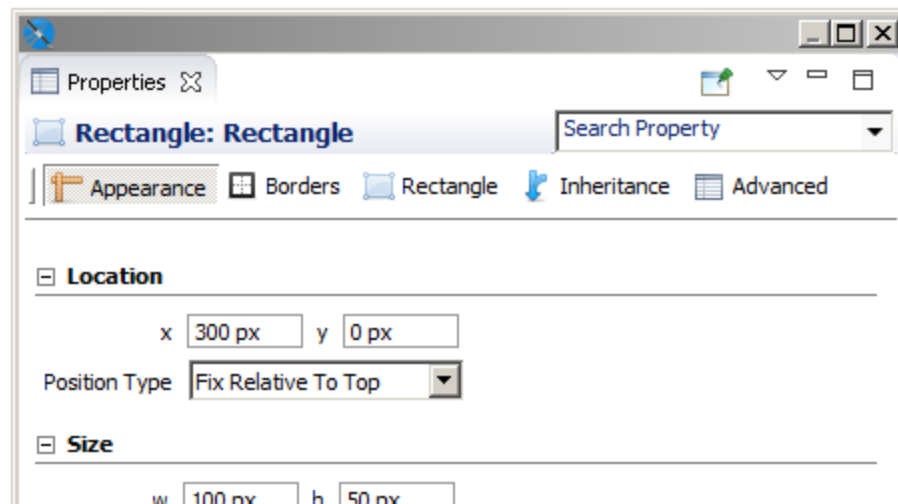 Properties
Rectangle: Rectangle Search Property
Appearance Borders Rectangle Inheritance Advanced
Location
x 300 px y 0 px
Position Type Fix Relative To Top
Size
w 100 px h 50 px